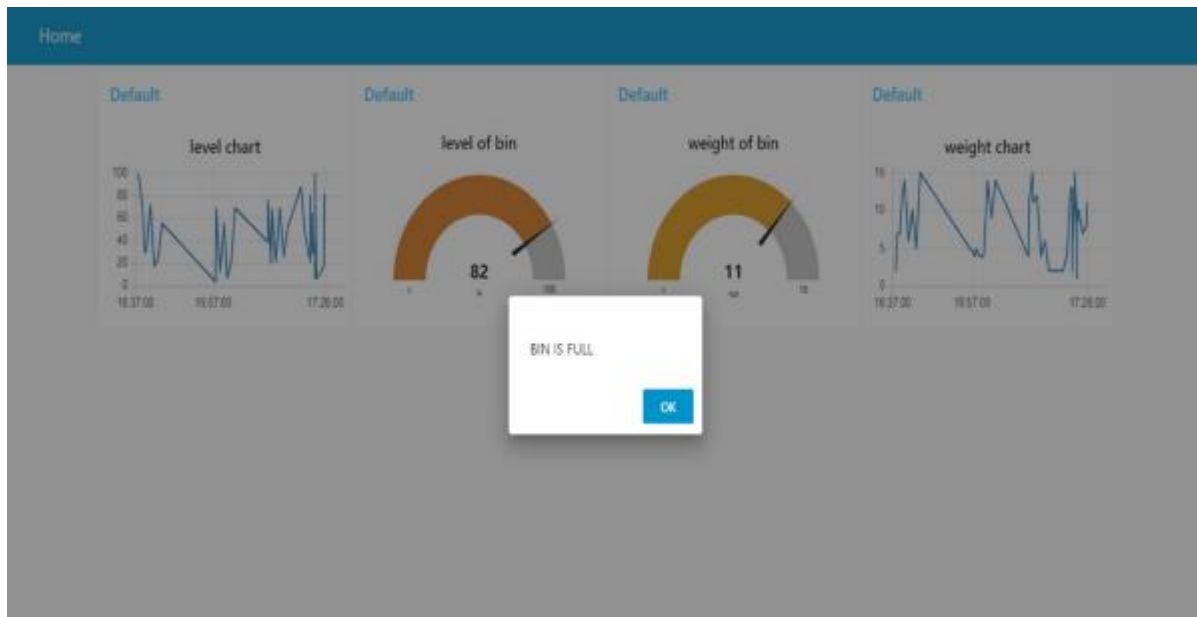 Home
Default
level chart
100
80
60
40
20
0
16:37:00 16:57:00 17:26:00
Default
level of bin
82
100
Default
weight of bin
11
15
Default
weight chart
15
10
5
0
16:37:00 16:57:00 17:26:00
BIN IS FULL
OK